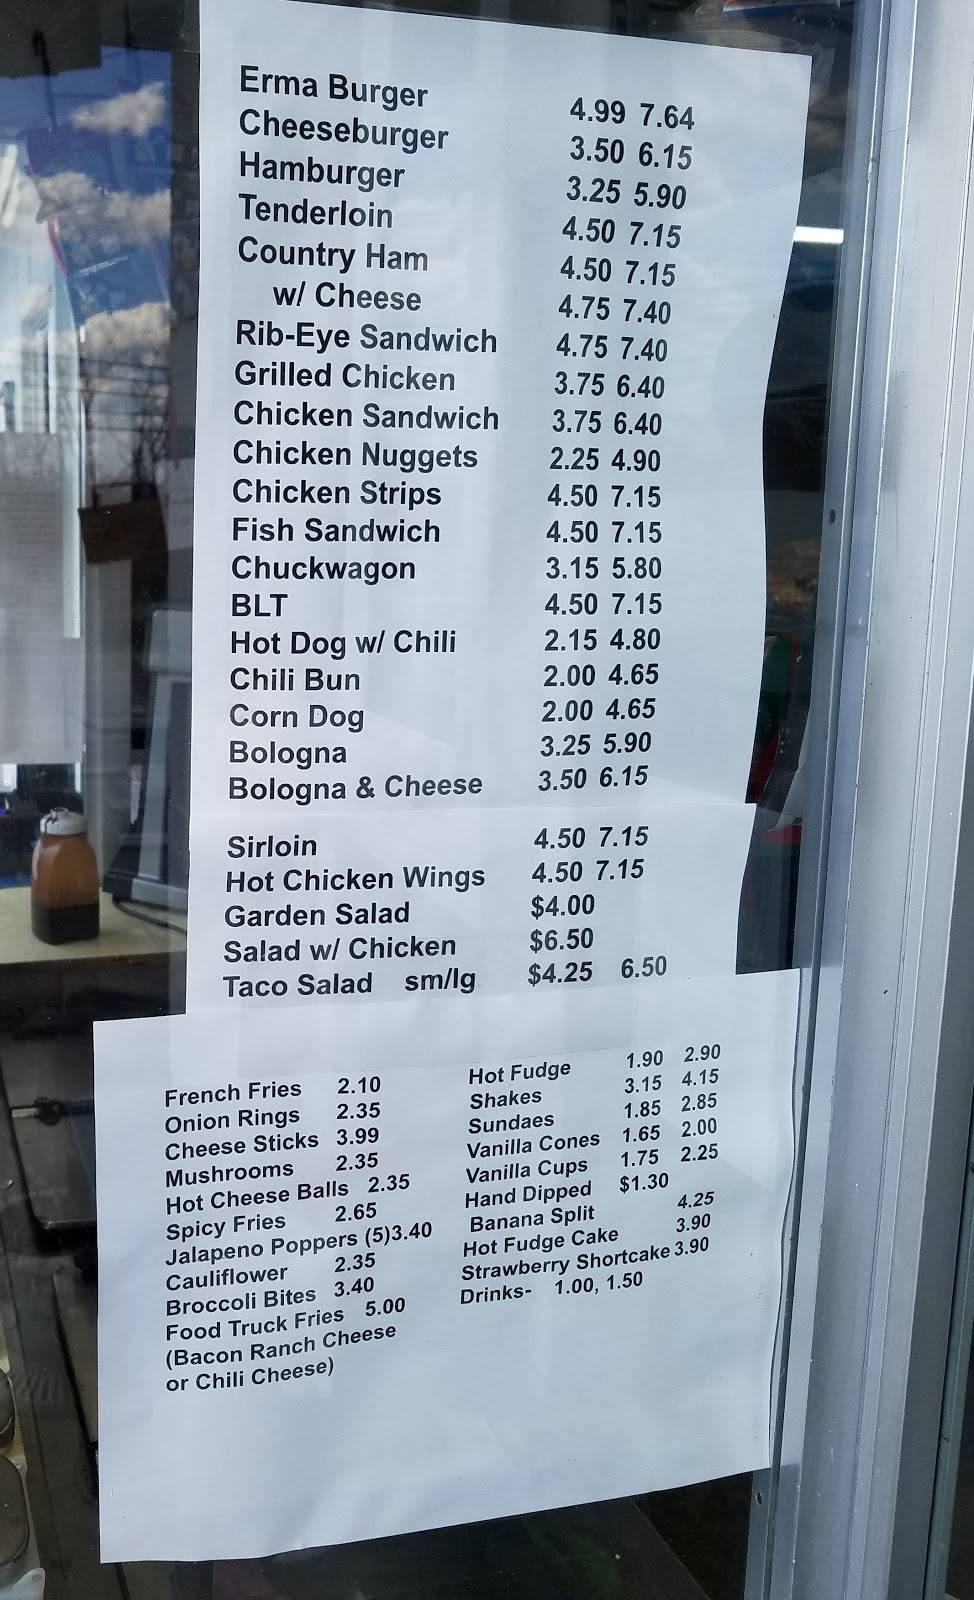 Erma Burger 4.99 7.64
Cheeseburger 3.50 6.15
Hamburger 3.25 5.90
Tenderloin 4.50 7.15
Country Ham 4.50 7.15
w/ Cheese 4.75 7.40
Rib-Eye Sandwich 4.75 7.40
Grilled Chicken 3.75 6.40
Chicken Sandwich 3.75 6.40
Chicken Nuggets 2.25 4.90
Chicken Strips 4.50 7.15
Fish Sandwich 4.50 7.15
Chuckwagon 3.15 5.80
BLT 4.50 7.15
Hot Dog w/ Chili 2.15 4.80
Chili Bun 2.00 4.65
Corn Dog 2.00 4.65
Bologna 3.25 5.90
Bologna & Cheese 3.50 6.15
Sirloin 4.50 7.15
Hot Chicken Wings 4.50 7.15
Garden Salad $4.00
Salad w/ Chicken $6.50
Taco Salad sm/lg $4.25 6.50
French Fries 2.10
Onion Rings 2.35
Cheese Sticks 3.99
Mushrooms 2.35
Hot Cheese Balls 2.35
Spicy Fries 2.65
Jalapeno Poppers (5)3.40
Cauliflower 2.35
Broccoli Bites 3.40
Food Truck Fries 5.00
(Bacon Ranch Cheese
or Chili Cheese)
Hot Fudge 1.90 2.90
Shakes 3.15 4.15
Sundaes 1.85 2.85
Vanilla Cones 1.65 2.00
Vanilla Cups 1.75 2.25
Hand Dipped $1.30
Banana Split 4.25
Hot Fudge Cake 3.90
Strawberry Shortcake 3.90
Drinks- 1.00, 1.50